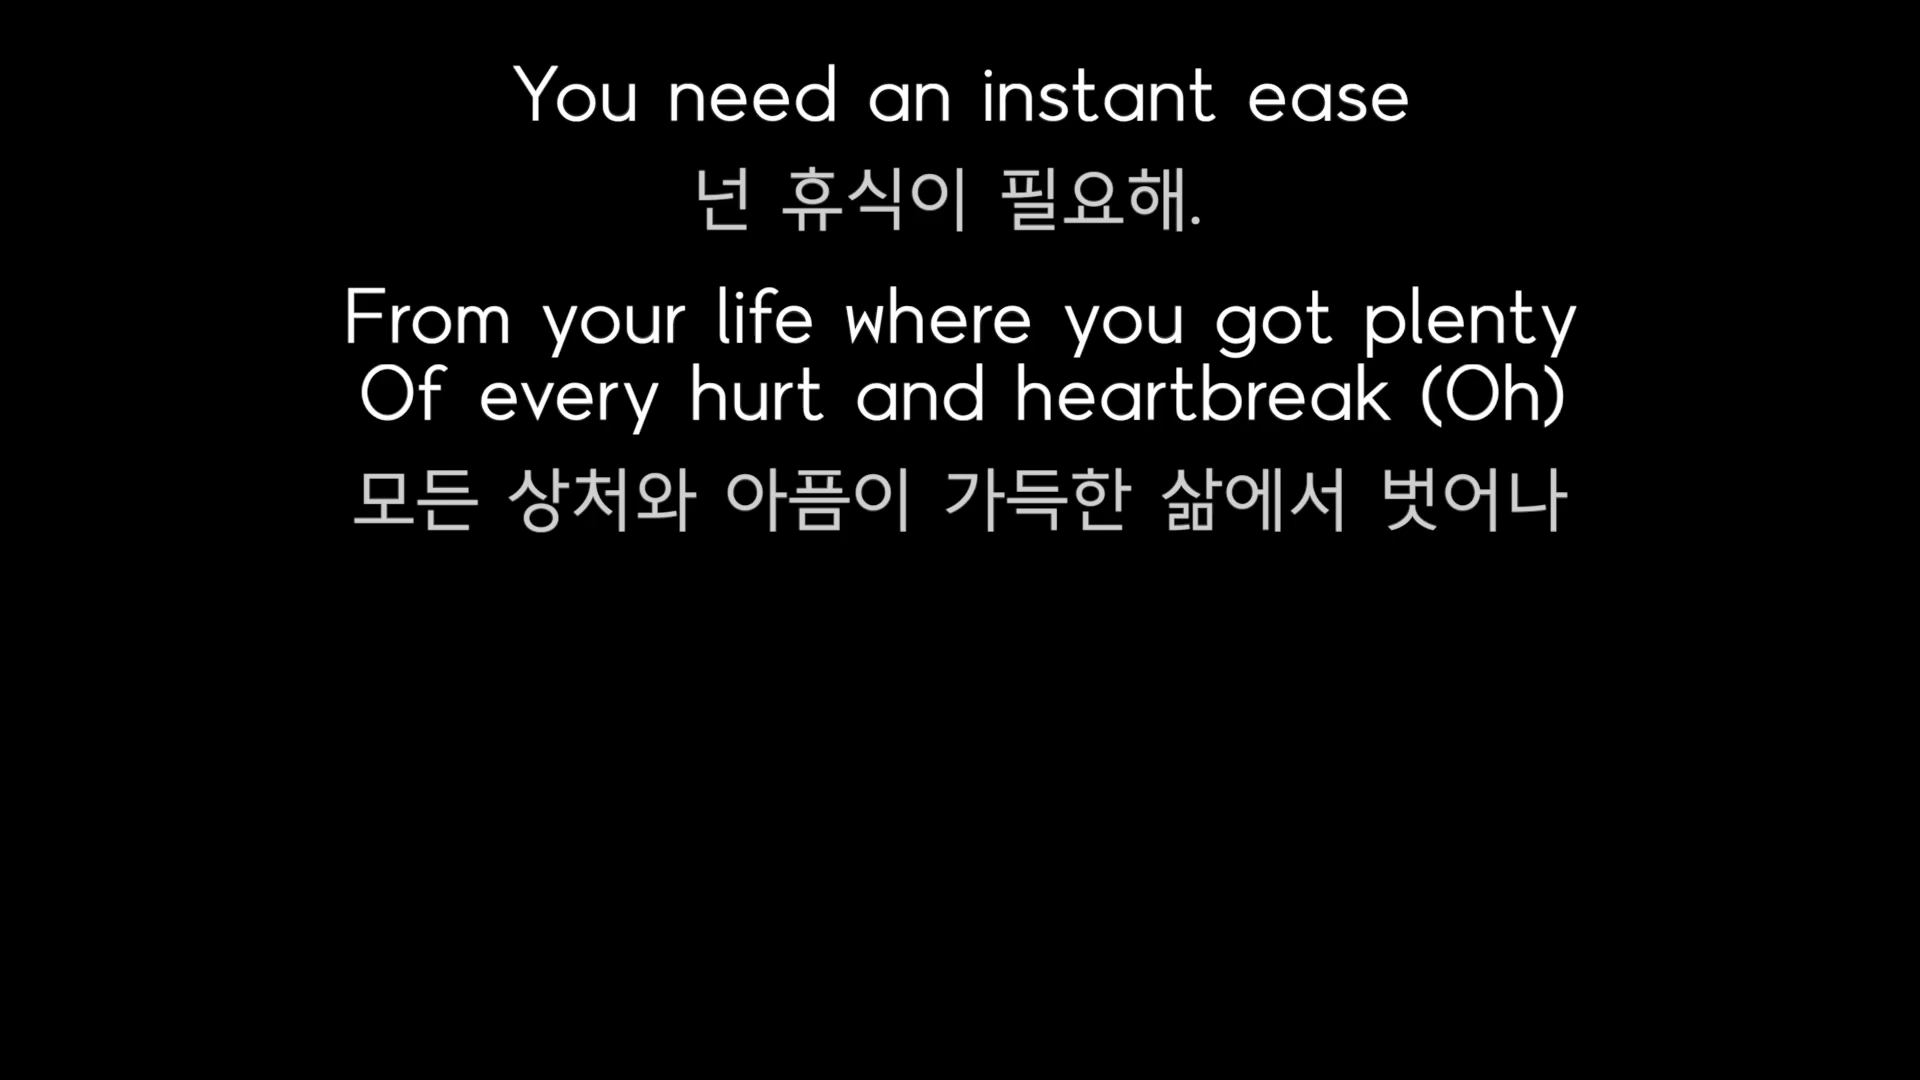 You need an instant ease
넌 휴식이 필요해.
From your life where you got plenty
Of every hurt and heartbreak (Oh)
모든 상처와 아픔이 가득한 삶에서 벗어나